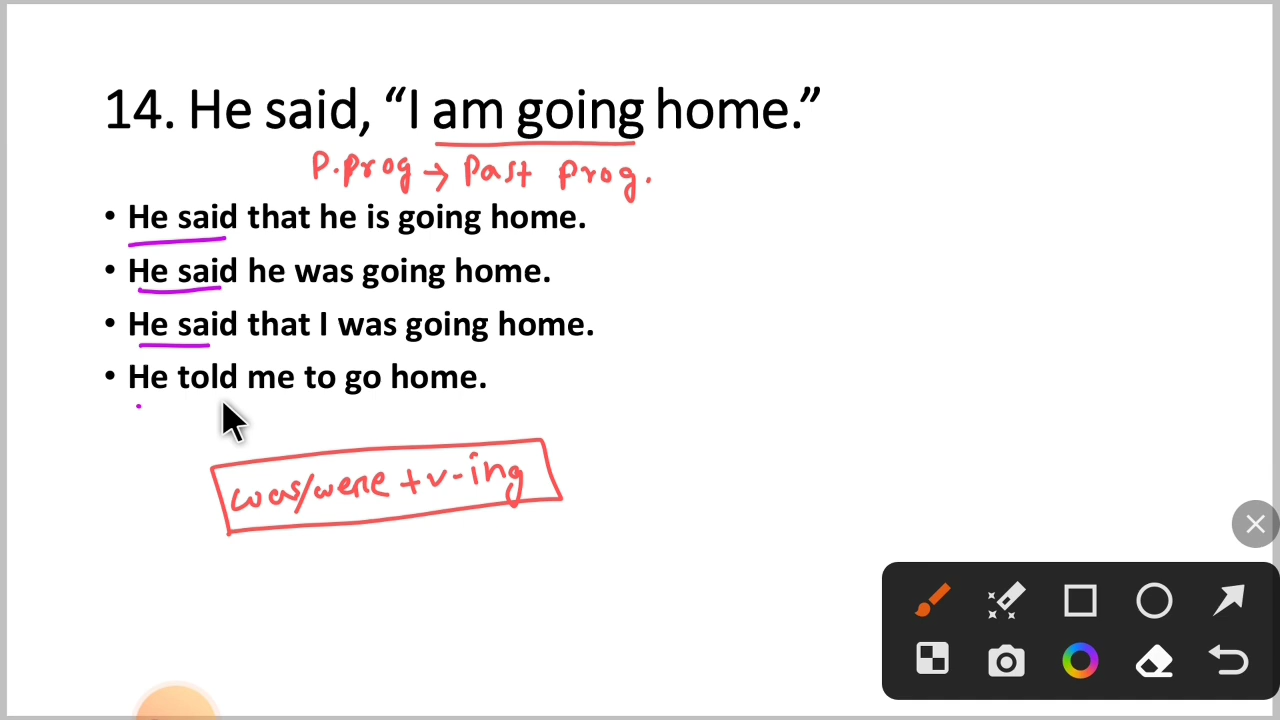 14. He said, “I am going home.”
P.prog → Past prog.
• He said that he is going home.
• He said he was going home.
• He said that I was going home.
• He told me to go home.
was/were + v-ing